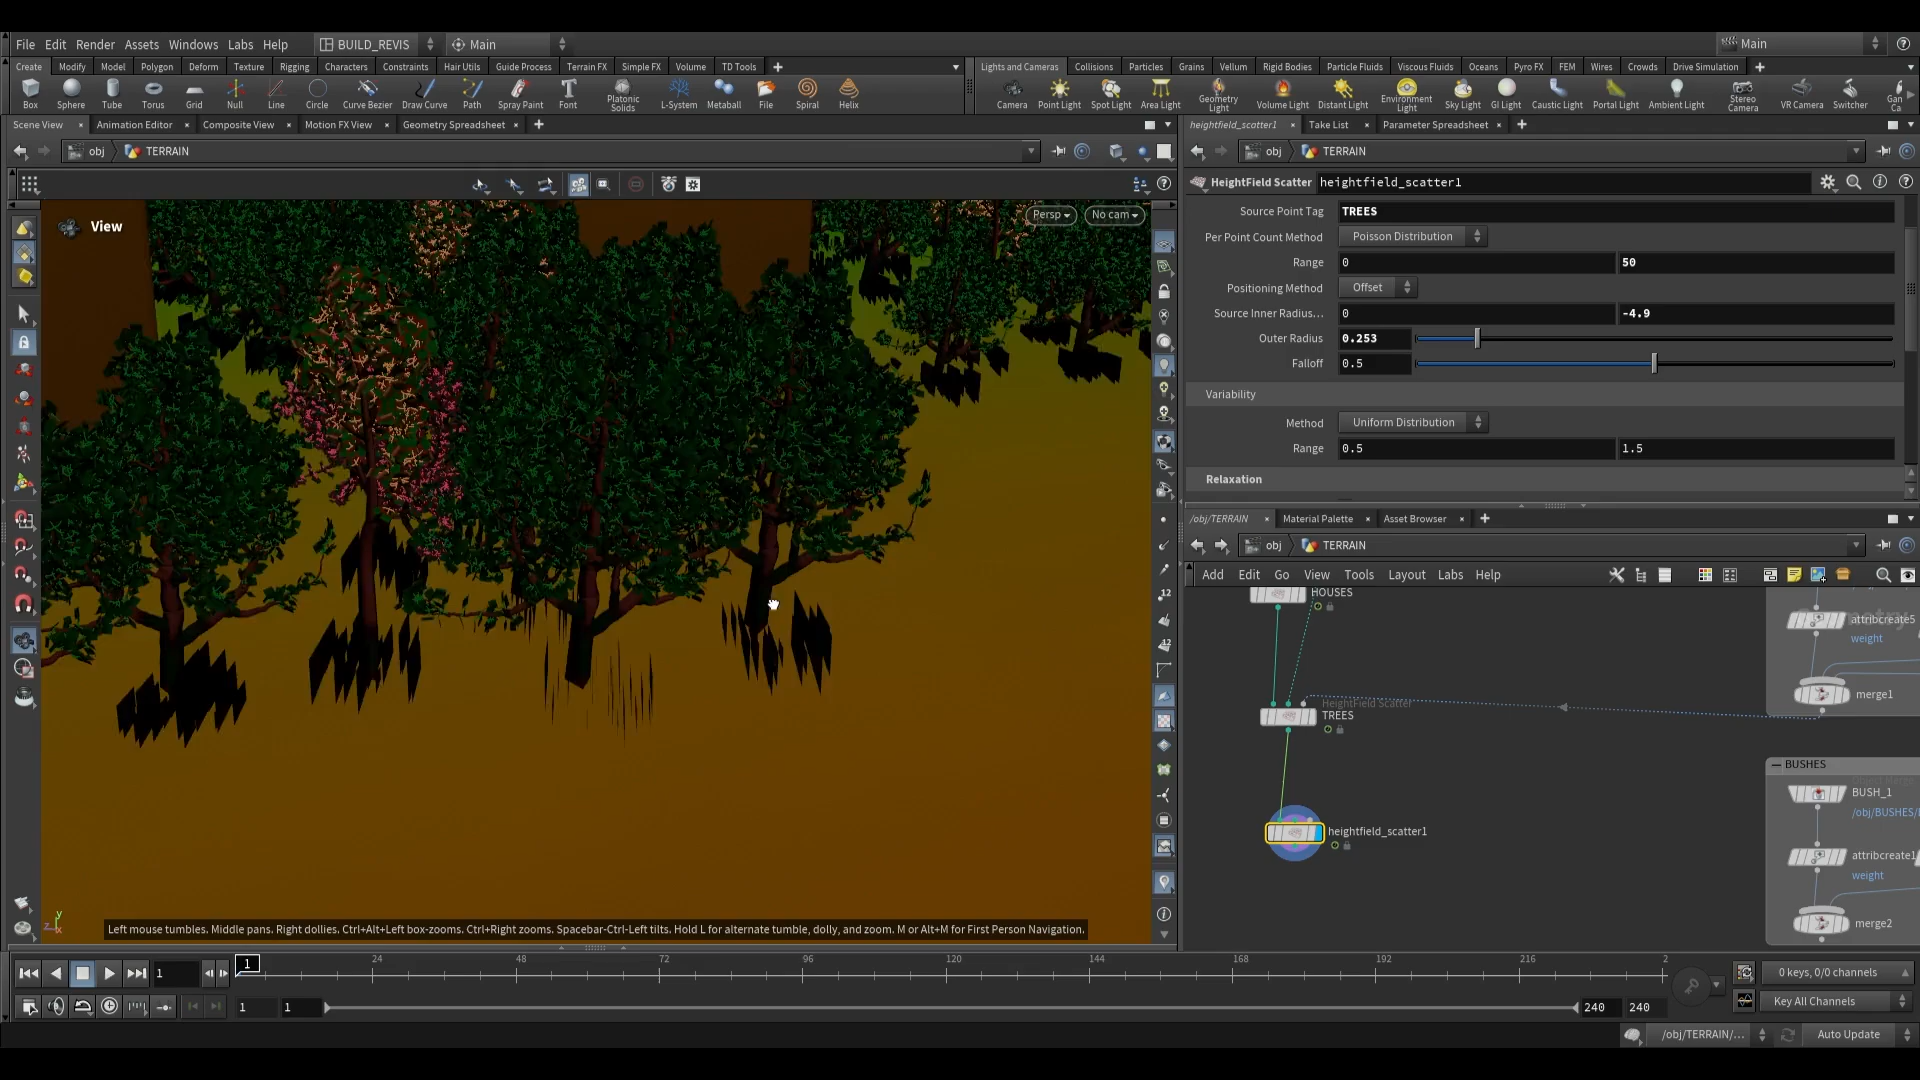 File Edit Render Assets Windows Labs Help BUILD_REVIS Main Main
Create Modify Model Polygon Deform Texture Rigging Characters Constraints Hair Utils Guide Process Terrain FX Simple FX Volume TD Tools
Lights and Cameras Collisions Particles Grains Vellum Rigid Bodies Particle Fluids Viscous Fluids Oceans Pyro FX FEM Wires Crowds Drive Simulation
Box Sphere Tube Torus Grid Null Line Circle Curve Bezier Draw Curve Path Spray Paint Font Platonic Solids L-System Metaball File Spiral Helix
Camera Point Light Spot Light Area Light Geometry Light Volume Light Distant Light Environment Light Sky Light GI Light Caustic Light Portal Light Ambient Light Stereo Camera VR Camera Switcher Gan Ca
Scene View Animation Editor Composite View Motion FX View Geometry Spreadsheet
heightfield_scatter1 Take List Parameter Spreadsheet
obj TERRAIN
obj TERRAIN
HeightField Scatter heightfield_scatter1
View
Persp No cam
Source Point Tag TREES
Per Point Count Method Poisson Distribution
Range 0 50
Positioning Method Offset
Source Inner Radius... 0 -4.9
Outer Radius 0.253
Falloff 0.5
Variability
Method Uniform Distribution
Range 0.5 1.5
Relaxation
/obj/TERRAIN Material Palette Asset Browser
obj TERRAIN
Add Edit Go View Tools Layout Labs Help
HOUSES
attribcreate5
weight
merge1
HeightField Scatter
TREES
BUSHES
BUSH_1
/obj/BUSHES/
heightfield_scatter1
attribcreate1
weight
merge2
Left mouse tumbles. Middle pans. Right dollies. Ctrl+Alt+Left box-zooms. Ctrl+Right zooms. Spacebar-Ctrl-Left tilts. Hold L for alternate tumble, dolly, and zoom. M or Alt+M for First Person Navigation.
1 1 24 48 72 96 120 144 168 192 216 2
0 keys, 0/0 channels
1 1 240 240 Key All Channels
/obj/TERRAIN/... Auto Update